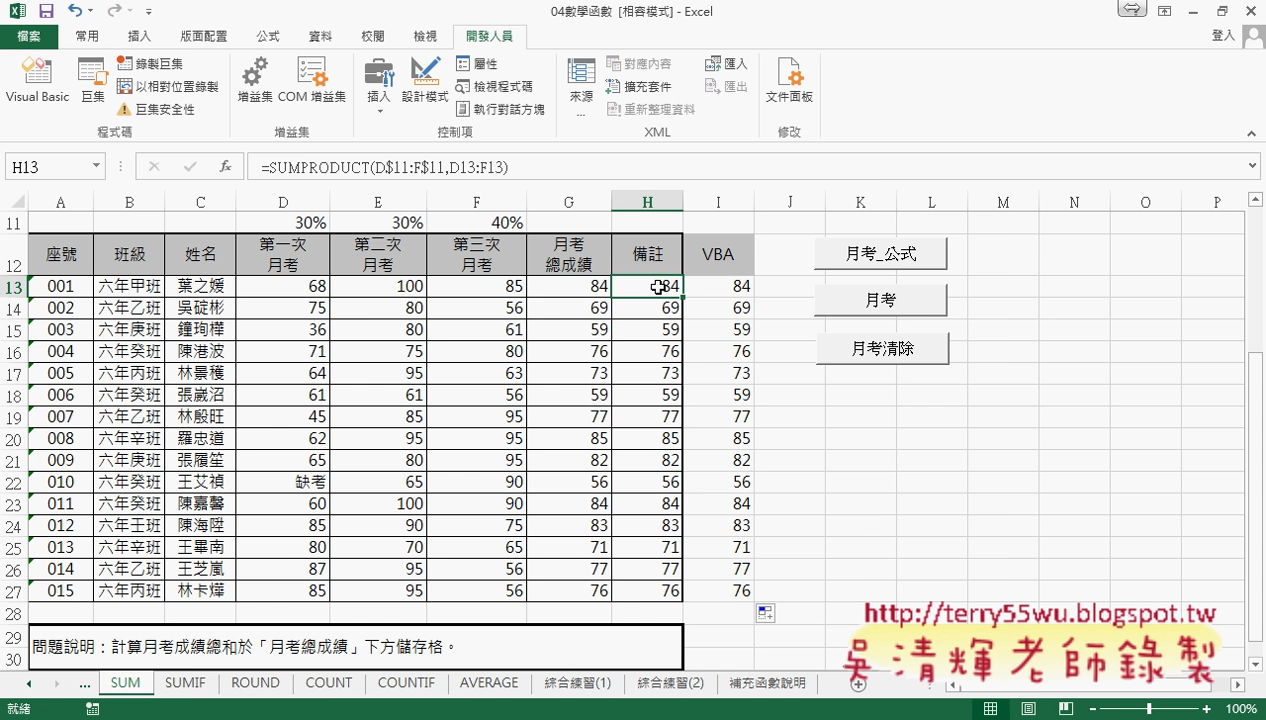 04數學函數 [相容模式] - Excel
檔案 常用 插入 版面配置 公式 資料 校閱 檢視 開發人員 登入
Visual Basic 巨集 錄製巨集 以相對位置錄製 巨集安全性 增益集 COM 增益集 插入 設計模式 屬性 檢視程式碼 執行對話方塊 來源 ... 對應內容 擴充套件 重新整理資料 匯入 匯出 文件面板
程式碼 增益集 控制項 XML 修改
H13 fx =SUMPRODUCT(D$11:F$11,D13:F13)
A B C D E F G H I J K L M N O P
11 30% 30% 40%
12 座號 班級 姓名 第一次 月考 第二次 月考 第三次 月考 月考 總成績 備註 VBA 月考_公式
13 001 六年甲班 葉之媛 68 100 85 84 84 84
14 002 六年乙班 吳碇彬 75 80 56 69 69 69 月考
15 003 六年庚班 鐘珣樺 36 80 61 59 59 59
16 004 六年癸班 陳港波 71 75 80 76 76 76 月考清除
17 005 六年丙班 林景穫 64 95 63 73 73 73
18 006 六年癸班 張崴沼 61 61 56 59 59 59
19 007 六年乙班 林殷旺 45 85 95 77 77 77
20 008 六年辛班 羅忠道 62 95 95 85 85 85
21 009 六年庚班 張履笙 65 80 95 82 82 82
22 010 六年癸班 王艾禎 缺考 65 90 56 56 56
23 011 六年癸班 陳嘉馨 60 100 90 84 84 84
24 012 六年壬班 陳海陞 85 90 75 83 83 83
25 013 六年辛班 王畢南 80 70 65 71 71 71
26 014 六年乙班 王芝嵐 87 95 56 77 77 77
27 015 六年丙班 林卡燁 85 95 56 76 76 76
28
29
30 問題說明：計算月考成績總和於「月考總成績」下方儲存格。
http://terry55wu.blogspot.tw
吳清輝老師錄製
... SUM SUMIF ROUND COUNT COUNTIF AVERAGE 綜合練習(1) 綜合練習(2) 補充函數說明
就緒 100%